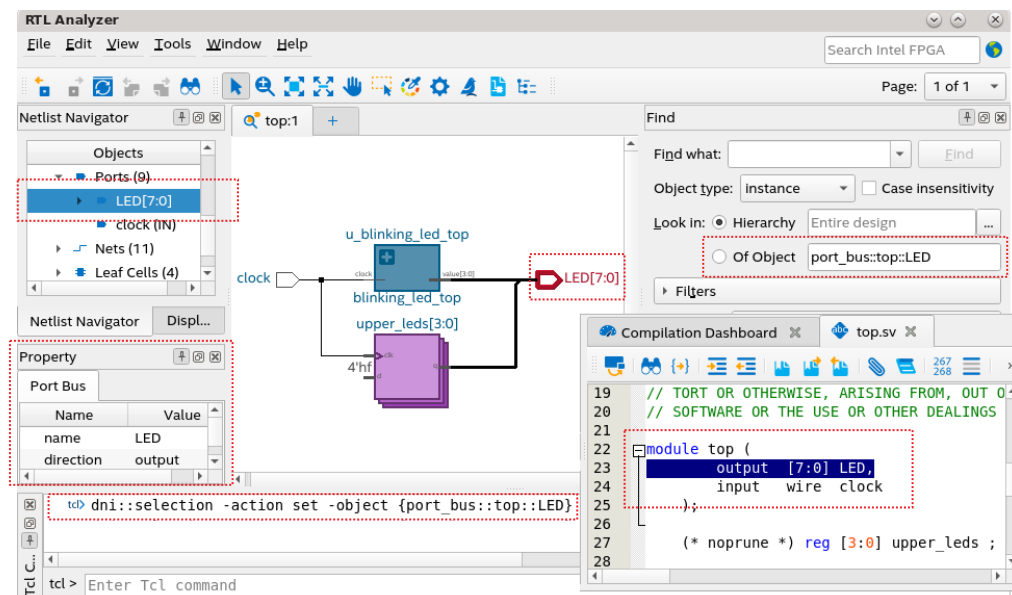 RTL Analyzer
File Edit View Tools Window Help
Search Intel FPGA
Page: 1 of 1
Netlist Navigator
Objects
Ports (9)
LED[7:0]
clock (IN)
Nets (11)
Leaf Cells (4)
Netlist Navigator Displ...
Property
Port Bus
Name Value
name LED
direction output
top:1 +
u_blinking_led_top
clock
clock value[3:0]
LED[7:0]
blinking_led_top
upper_leds[3:0]
clk
4'hf
d
q
Find
Find what: Find
Object type: instance Case insensitivity
Look in: Hierarchy Entire design ...
Of Object port_bus::top::LED
Filters
Compilation Dashboard top.sv
267
268
19 // TORT OR OTHERWISE, ARISING FROM, OUT O
20 // SOFTWARE OR THE USE OR OTHER DEALINGS
21
22 module top (
23 output [7:0] LED,
24 input wire clock
25 );
26
27 (* noprune *) reg [3:0] upper_leds ;
28
tcl> dni::selection -action set -object {port_bus::top::LED}
Tcl C...
tcl > Enter Tcl command